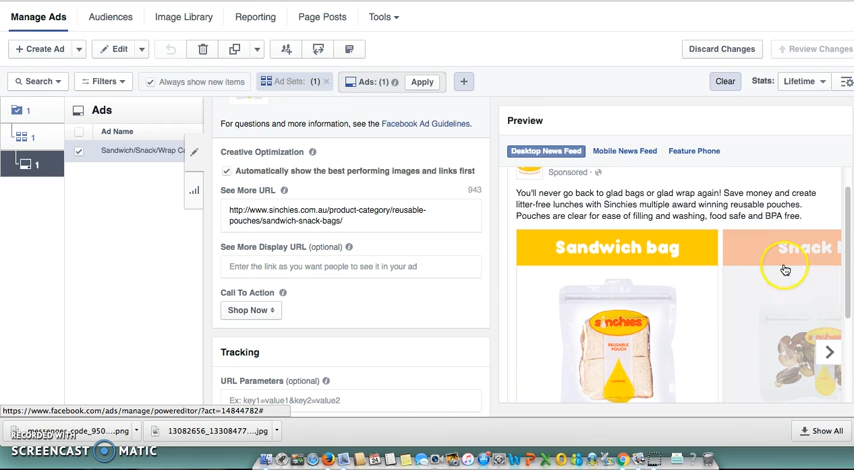 Manage Ads Audiences Image Library Reporting Page Posts Tools
+ Create Ad Edit Discard Changes Review Changes
Search Filters Always show new items Ad Sets: (1) × Ads: (1) Apply + Clear Stats: Lifetime
1 Ads
Ad Name
1
Sandwich/Snack/Wrap Ca
1
For questions and more information, see the Facebook Ad Guidelines.
Creative Optimization
Automatically show the best performing images and links first
See More URL 943
http://www.sinchies.com.au/product-category/reusable-
pouches/sandwich-snack-bags/
See More Display URL (optional)
Enter the link as you want people to see it in your ad
Call To Action
Shop Now
Tracking
URL Parameters (optional)
Ex: key1=value1&key2=value2
Preview
Desktop News Feed Mobile News Feed Feature Phone
Sponsored ·
You'll never go back to glad bags or glad wrap again! Save money and create
litter-free lunches with Sinchies multiple award winning reusable pouches.
Pouches are clear for ease of filling and washing, food safe and BPA free.
Sandwich bag Snack
sinchies
REUSABLE
POUCH
https://www.facebook.com/ads/manage/powereditor/?act=14844782#
messenger_code_950....png 13082656_13308477...jpg Show All
RECORDED WITH
SCREENCAST MATIC